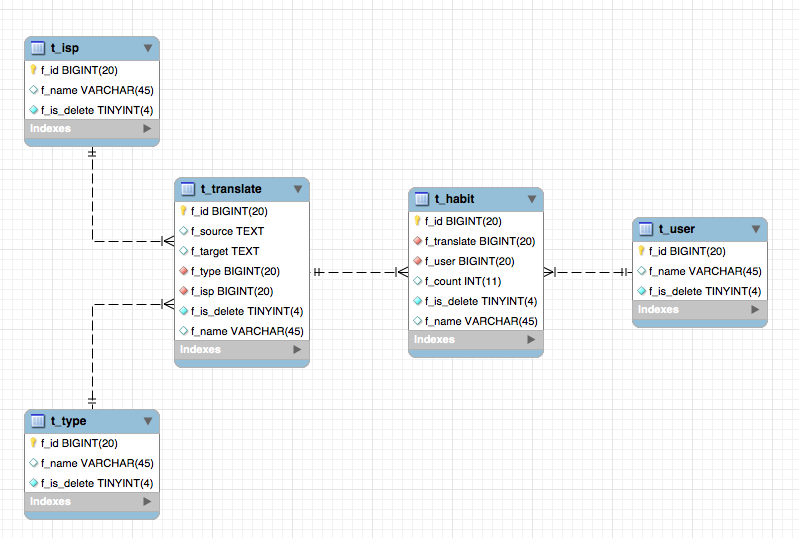 t_isp
f_id BIGINT(20)
f_name VARCHAR(45)
f_is_delete TINYINT(4)
Indexes
t_translate
f_id BIGINT(20)
f_source TEXT
f_target TEXT
f_type BIGINT(20)
f_isp BIGINT(20)
f_is_delete TINYINT(4)
f_name VARCHAR(45)
Indexes
t_habit
f_id BIGINT(20)
f_translate BIGINT(20)
f_user BIGINT(20)
f_count INT(11)
f_is_delete TINYINT(4)
f_name VARCHAR(45)
Indexes
t_user
f_id BIGINT(20)
f_name VARCHAR(45)
f_is_delete TINYINT(4)
Indexes
t_type
f_id BIGINT(20)
f_name VARCHAR(45)
f_is_delete TINYINT(4)
Indexes